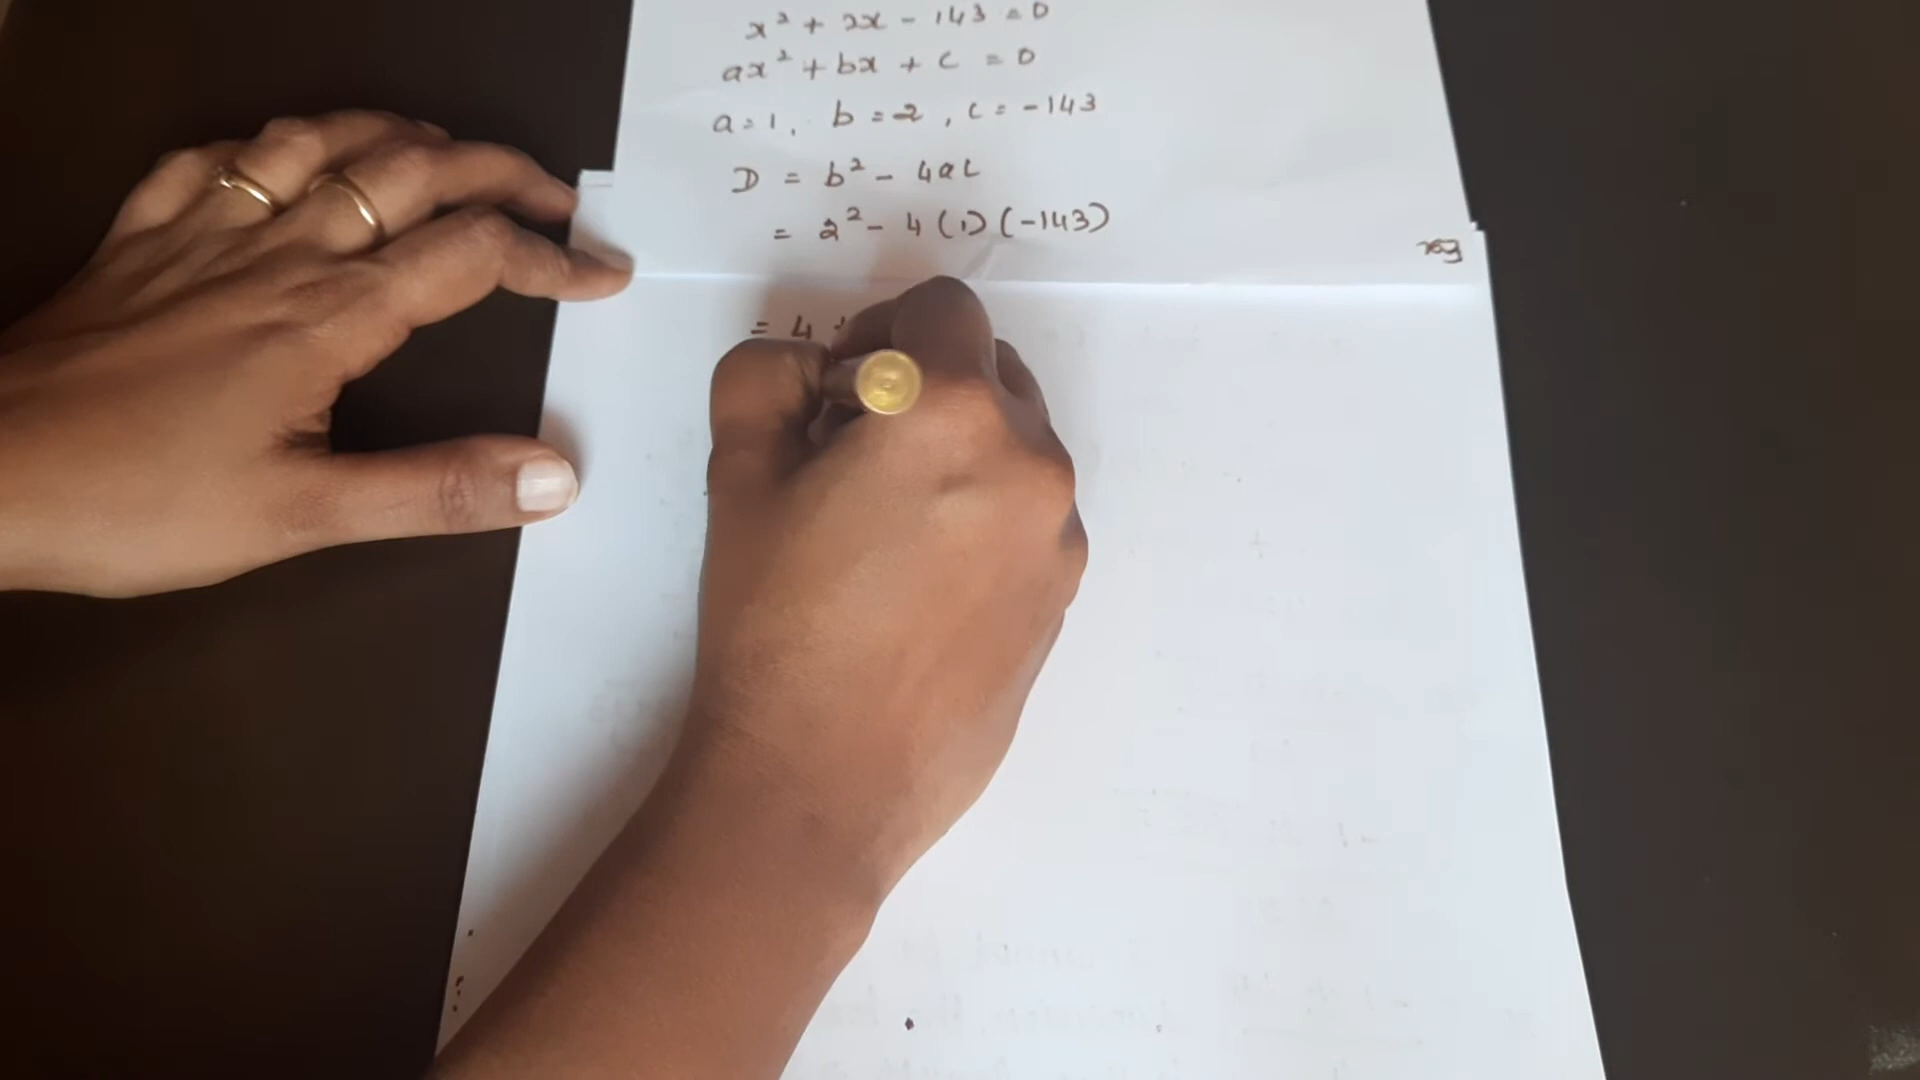 x² + 2x - 143 = 0
ax² + bx + c = 0
a = 1, b = 2, c = -143
D = b² - 4ac
= 2² - 4 (1) (-143)
= 4 +